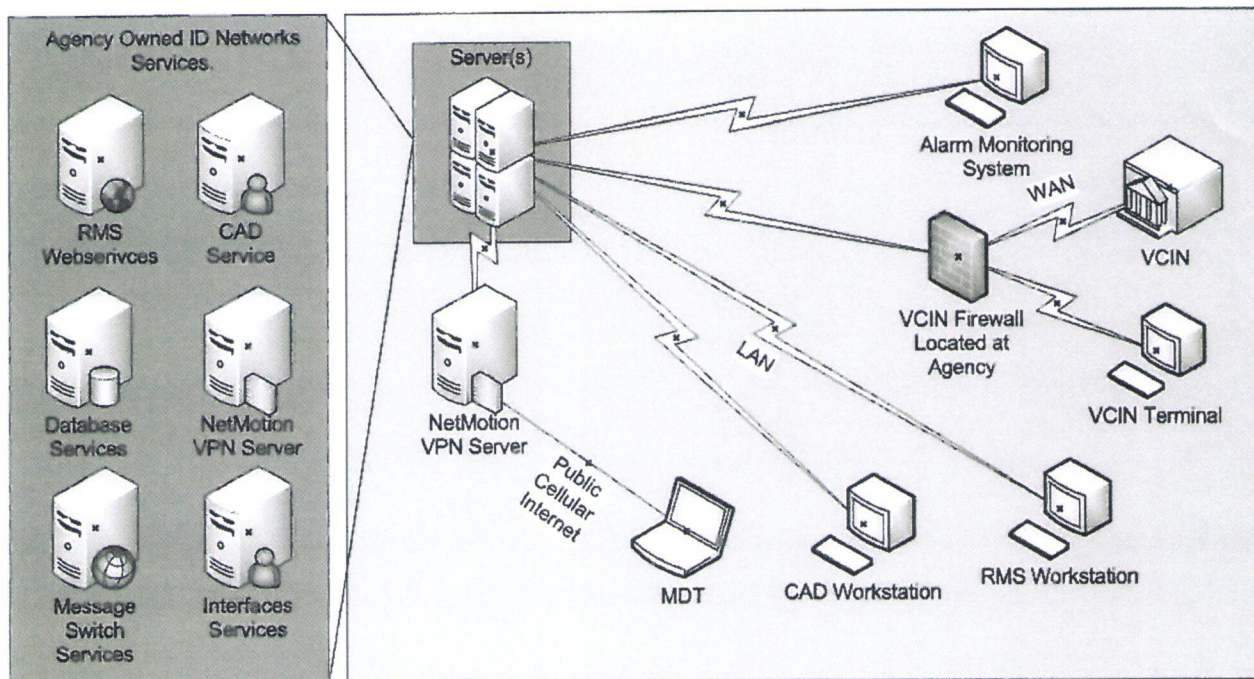 Agency Owned ID Networks
Services.
RMS
Webserivces
CAD
Service
Database
Services
NetMotion
VPN Server
Message
Switch
Services
Interfaces
Services
Server(s)
NetMotion
VPN Server
Public
Cellular
Internet
MDT
CAD Workstation
RMS Workstation
LAN
Alarm Monitoring
System
WAN
VCIN
VCIN Firewall
Located at
Agency
VCIN Terminal